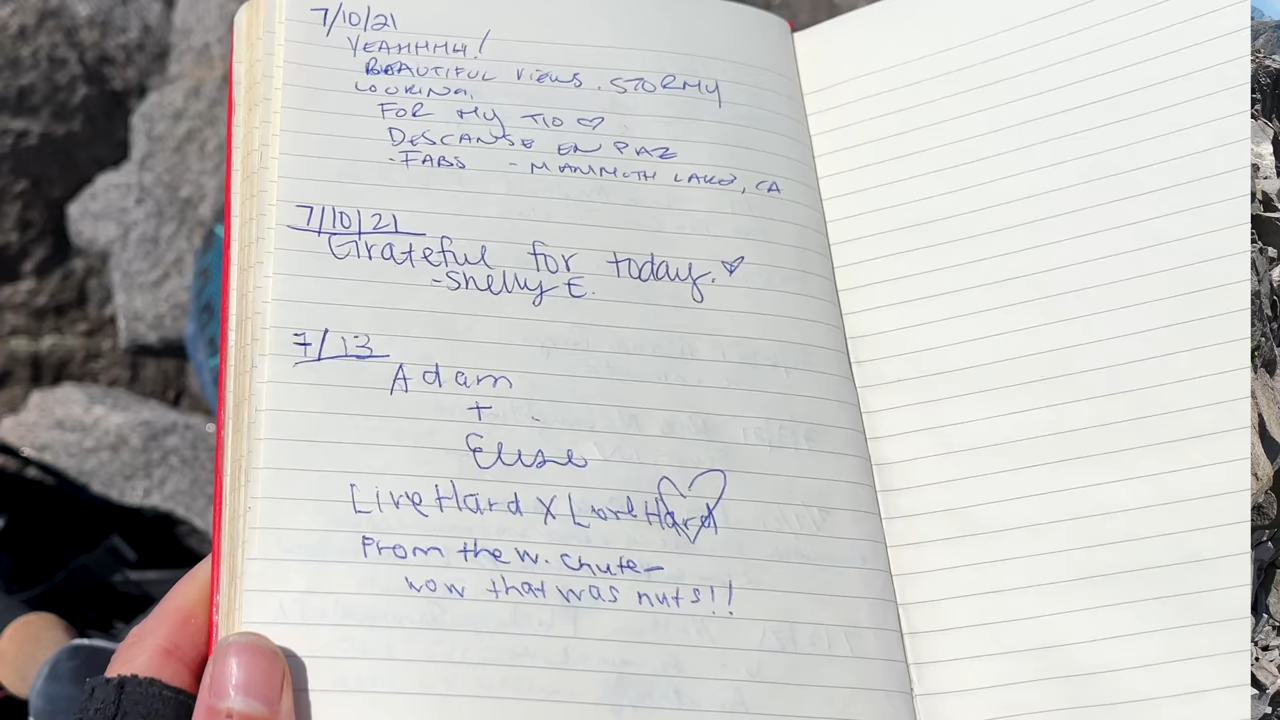 7/10/21
YEAHHHH!
BEAUTIFUL VIEWS. STORMY
LOOKING.
FOR MY TIO ♡
DESCANSE EN PAZ
-FABS - MAMMOTH LAKE, CA
7/10/21
Grateful for today. ♡
-Shelly E.
7/13
Adam
+
Elise
Live Hard X Love Hard
From the W. Chute-
wow that was nuts!!